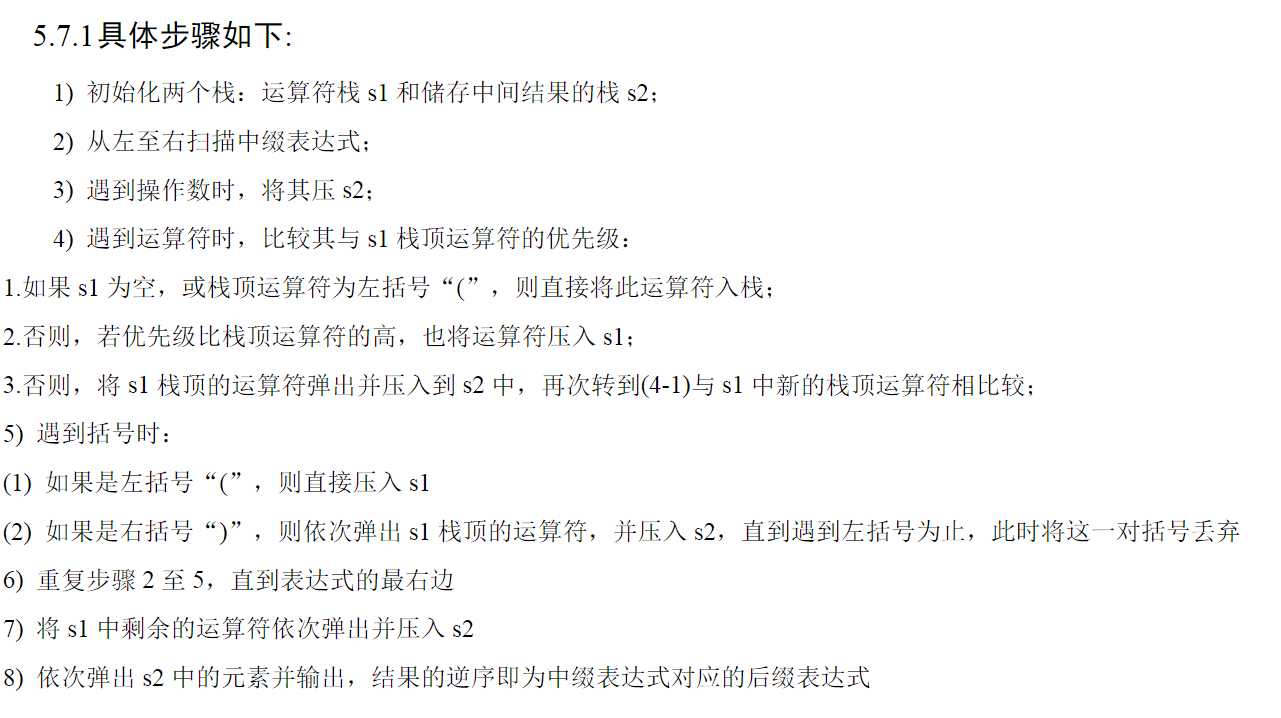 5.7.1具体步骤如下:
1) 初始化两个栈：运算符栈 s1 和储存中间结果的栈 s2；
2) 从左至右扫描中缀表达式；
3) 遇到操作数时，将其压 s2；
4) 遇到运算符时，比较其与 s1 栈顶运算符的优先级：
1.如果 s1 为空，或栈顶运算符为左括号“(”，则直接将此运算符入栈；
2.否则，若优先级比栈顶运算符的高，也将运算符压入 s1；
3.否则，将 s1 栈顶的运算符弹出并压入到 s2 中，再次转到(4-1)与 s1 中新的栈顶运算符相比较；
5) 遇到括号时：
(1) 如果是左括号“(”，则直接压入 s1
(2) 如果是右括号“)”，则依次弹出 s1 栈顶的运算符，并压入 s2，直到遇到左括号为止，此时将这一对括号丢弃
6) 重复步骤 2 至 5，直到表达式的最右边
7) 将 s1 中剩余的运算符依次弹出并压入 s2
8) 依次弹出 s2 中的元素并输出，结果的逆序即为中缀表达式对应的后缀表达式